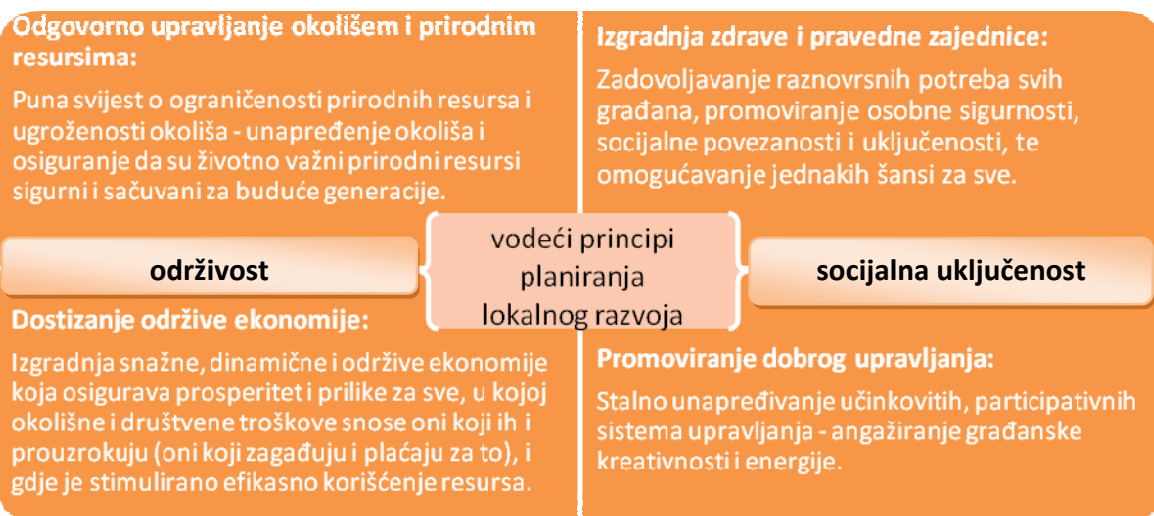 Odgovorno upravljanje okolišem i prirodnim
resursima:
Puna svijest o ograničenosti prirodnih resursa i
ugroženosti okoliša - unapređenje okoliša i
osiguranje da su životno važni prirodni resursi
sigurni i sačuvani za buduće generacije.
Izgradnja zdrave i pravedne zajednice:
Zadovoljavanje raznovrsnih potreba svih
građana, promoviranje osobne sigurnosti,
socijalne povezanosti i uključenosti, te
omogućavanje jednakih šansi za sve.
održivost
vodeći principi
planiranja
lokalnog razvoja
socijalna uključenost
Dostizanje održive ekonomije:
Izgradnja snažne, dinamične i održive ekonomije
koja osigurava prosperitet i prilike za sve, u kojoj
okolišne i društvene troškove snose oni koji ih i
prouzrokuju (oni koji zagađuju i plaćaju za to), i
gdje je stimulirano efikasno korišćenje resursa.
Promoviranje dobrog upravljanja:
Stalno unapređivanje učinkovitih, participativnih
sistema upravljanja - angažiranje građanske
kreativnosti i energije.